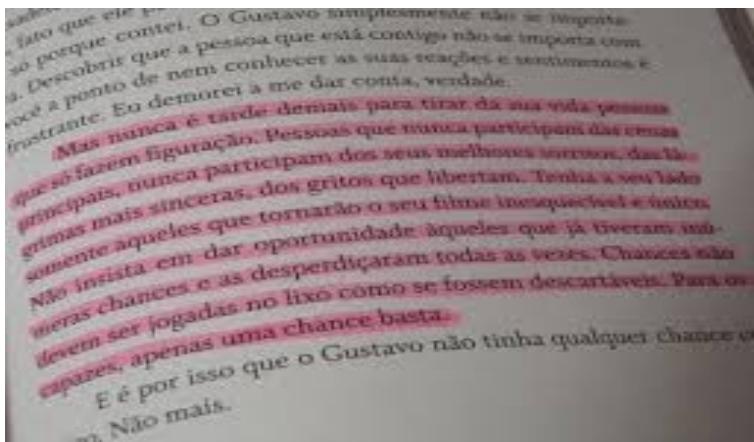 fato que ele
só porque contei. O Gustavo simplesmente não se importa
a. Descobrir que a pessoa que está contigo não se importa com
você a ponto de nem conhecer as suas reações e sentimentos é
frustrante. Eu demorei a me dar conta, verdade.
Mas nunca é tarde demais para tirar da sua vida pessoas
que só fazem figuração. Pessoas que nunca participam das cenas
principais, nunca participam dos seus melhores sorrisos, das lá-
grimas mais sinceras, dos gritos que libertam. Tenha a seu lado
somente aqueles que tornarão o seu filme inesquecível e único.
Não insista em dar oportunidade àqueles que já tiveram inú-
meras chances e as desperdiçaram todas as vezes. Chances não
devem ser jogadas no lixo como se fossem descartáveis. Para os
capazes, apenas uma chance basta.
E é por isso que o Gustavo não tinha qualquer chance
Não mais.